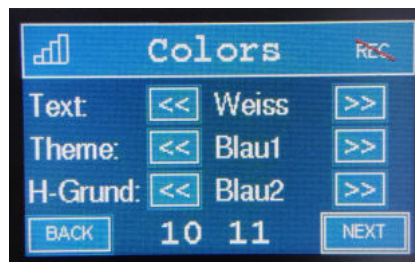 Colors REC
Text: << Weiss >>
Theme: << Blau1 >>
H-Grund: << Blau2 >>
BACK 10 11 NEXT